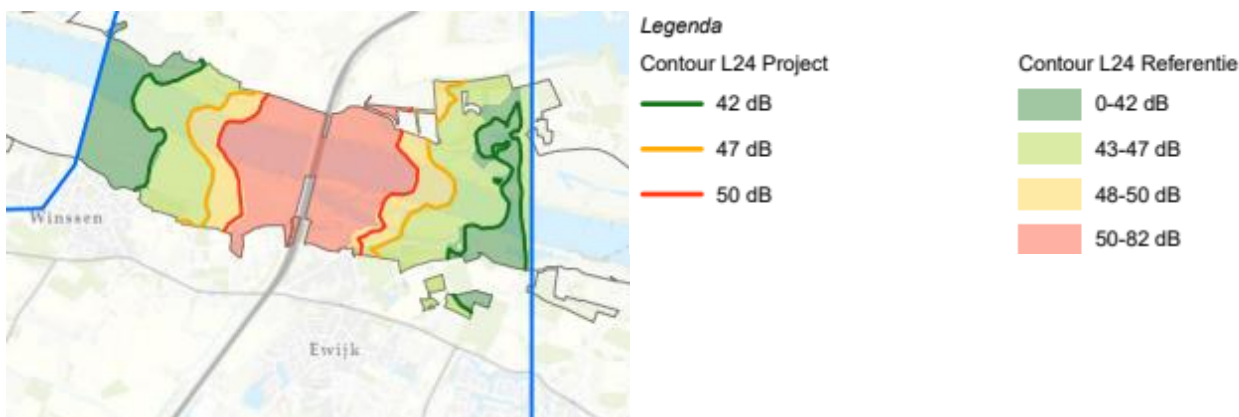 Winssen
Ewijk
Legenda
Contour L24 Project
42 dB
47 dB
50 dB
Contour L24 Referentie
0-42 dB
43-47 dB
48-50 dB
50-82 dB